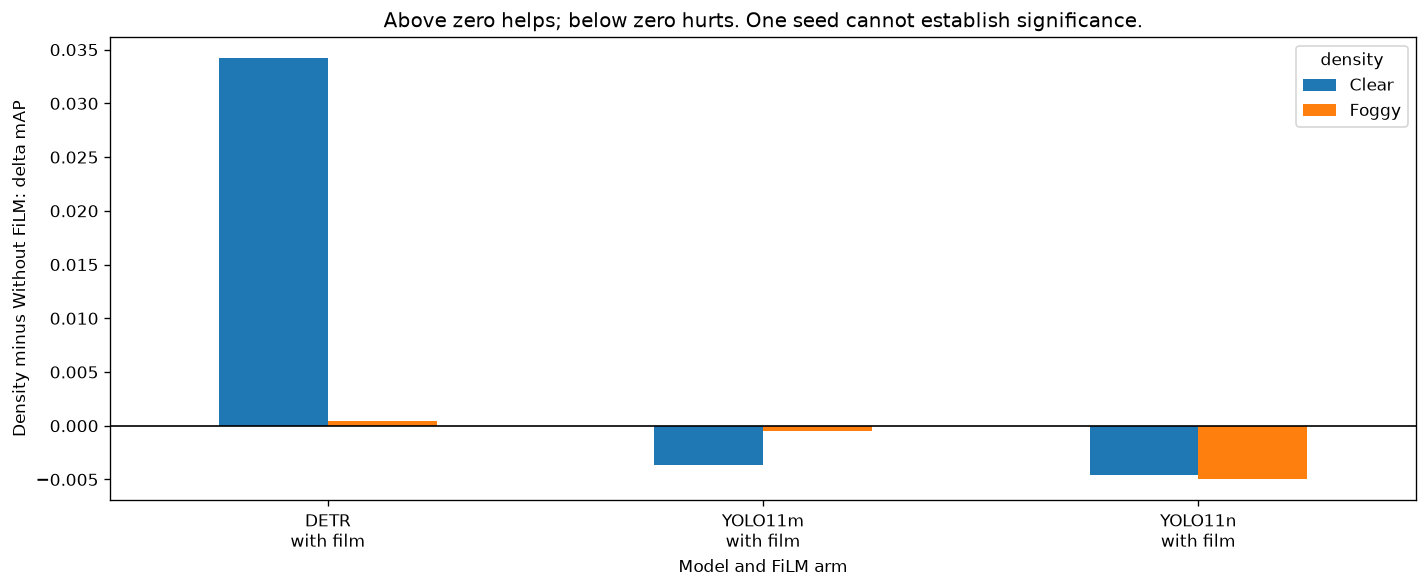 Above zero helps; below zero hurts. One seed cannot establish significance.
Density minus Without FiLM: delta mAP
0.035
0.030
0.025
0.020
0.015
0.010
0.005
0.000
−0.005
density
Clear
Foggy
DETR
with film
YOLO11m
with film
YOLO11n
with film
Model and FiLM arm